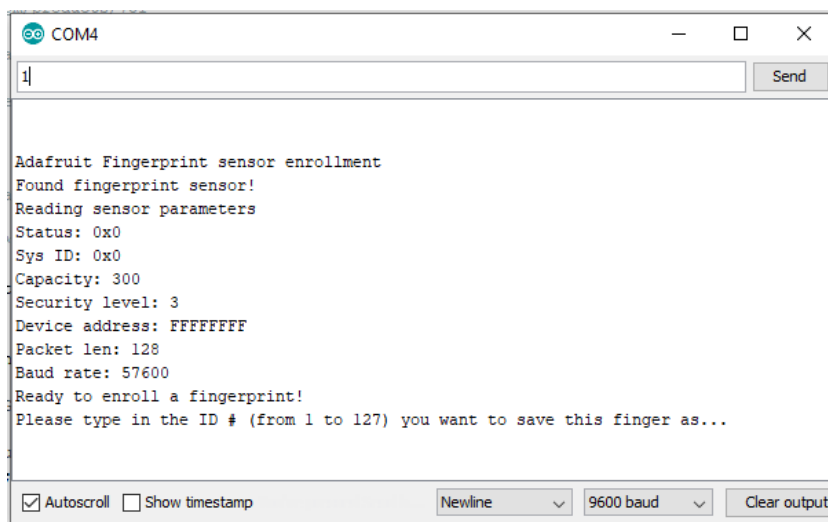 COM4
1
Send
Adafruit Fingerprint sensor enrollment
Found fingerprint sensor!
Reading sensor parameters
Status: 0x0
Sys ID: 0x0
Capacity: 300
Security level: 3
Device address: FFFFFFFF
Packet len: 128
Baud rate: 57600
Ready to enroll a fingerprint!
Please type in the ID # (from 1 to 127) you want to save this finger as...
Autoscroll Show timestamp Newline 9600 baud Clear output